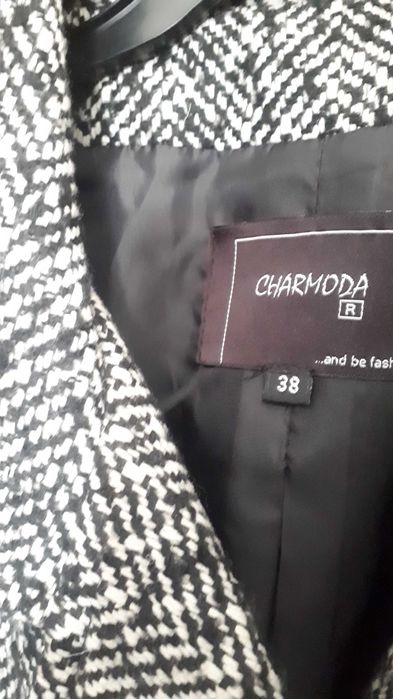 CHARMODA
R
...and be fash
38